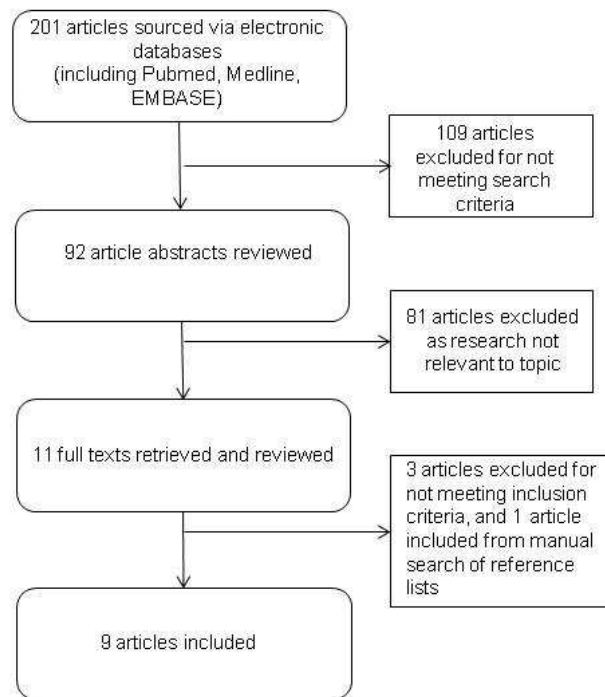 201 articles sourced via electronic
databases
(including Pubmed, Medline,
EMBASE)
109 articles
excluded for not
meeting search
criteria
92 article abstracts reviewed
81 articles excluded
as research not
relevant to topic
11 full texts retrieved and reviewed
3 articles excluded for
not meeting inclusion
criteria, and 1 article
included from manual
search of reference
lists
9 articles included